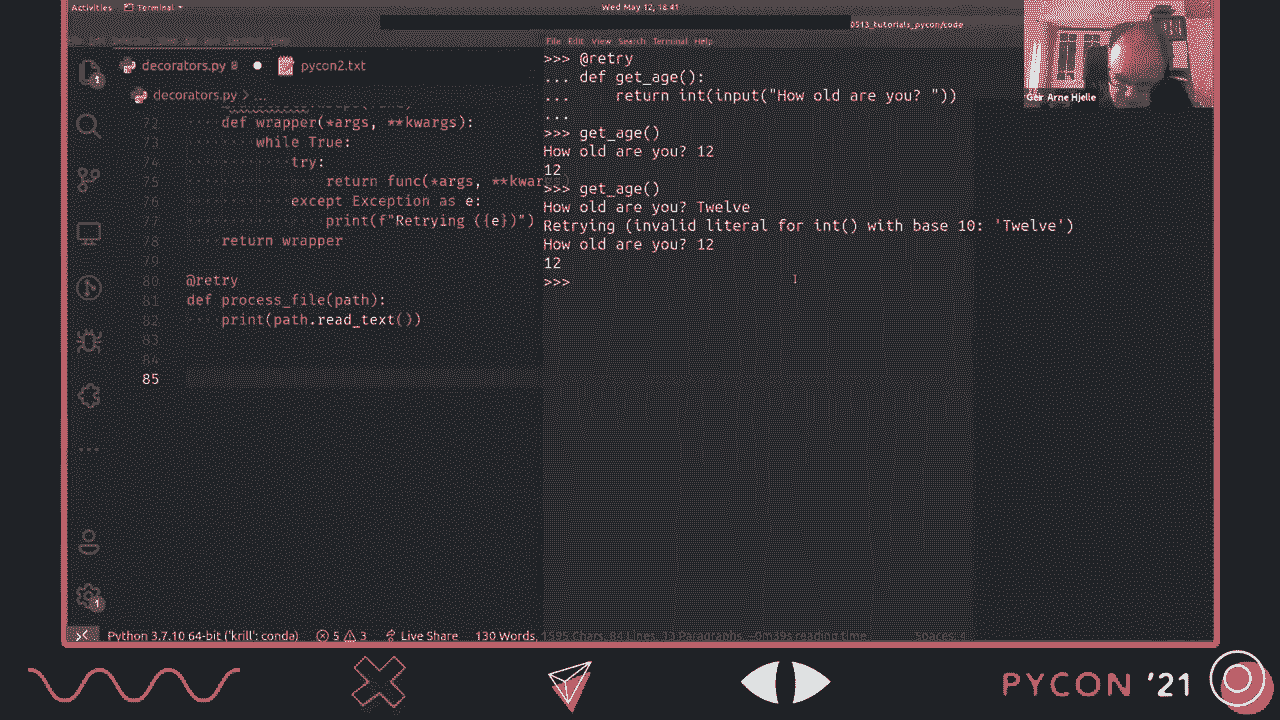 Activities Terminal Wed May 12, 18:41
0513_tutorials_pycon/code
File Edit View Search Terminal Help
decorators.py 8 ● pycon2.txt
decorators.py > ...
72 def wrapper(*args, **kwargs):
73 while True:
74 try:
75 return func(*args, **kwargs)
76 except Exception as e:
77 print(f"Retrying ({e})")
78 return wrapper
79
80 @retry
81 def process_file(path):
82 print(path.read_text())
83
84
85
>>> @retry
... def get_age():
... return int(input("How old are you? "))
...
>>> get_age()
How old are you? 12
12
>>> get_age()
How old are you? Twelve
Retrying (invalid literal for int() with base 10: 'Twelve')
How old are you? 12
12
>>>
Geir Arne Hjelle
1
1
Python 3.7.10 64-bit ('krill': conda) 5 3 Live Share 130 Words, 1595 Chars, 84 Lines, 13 Paragraphs, ~0m39s reading time Spaces: 4
PYCON '21